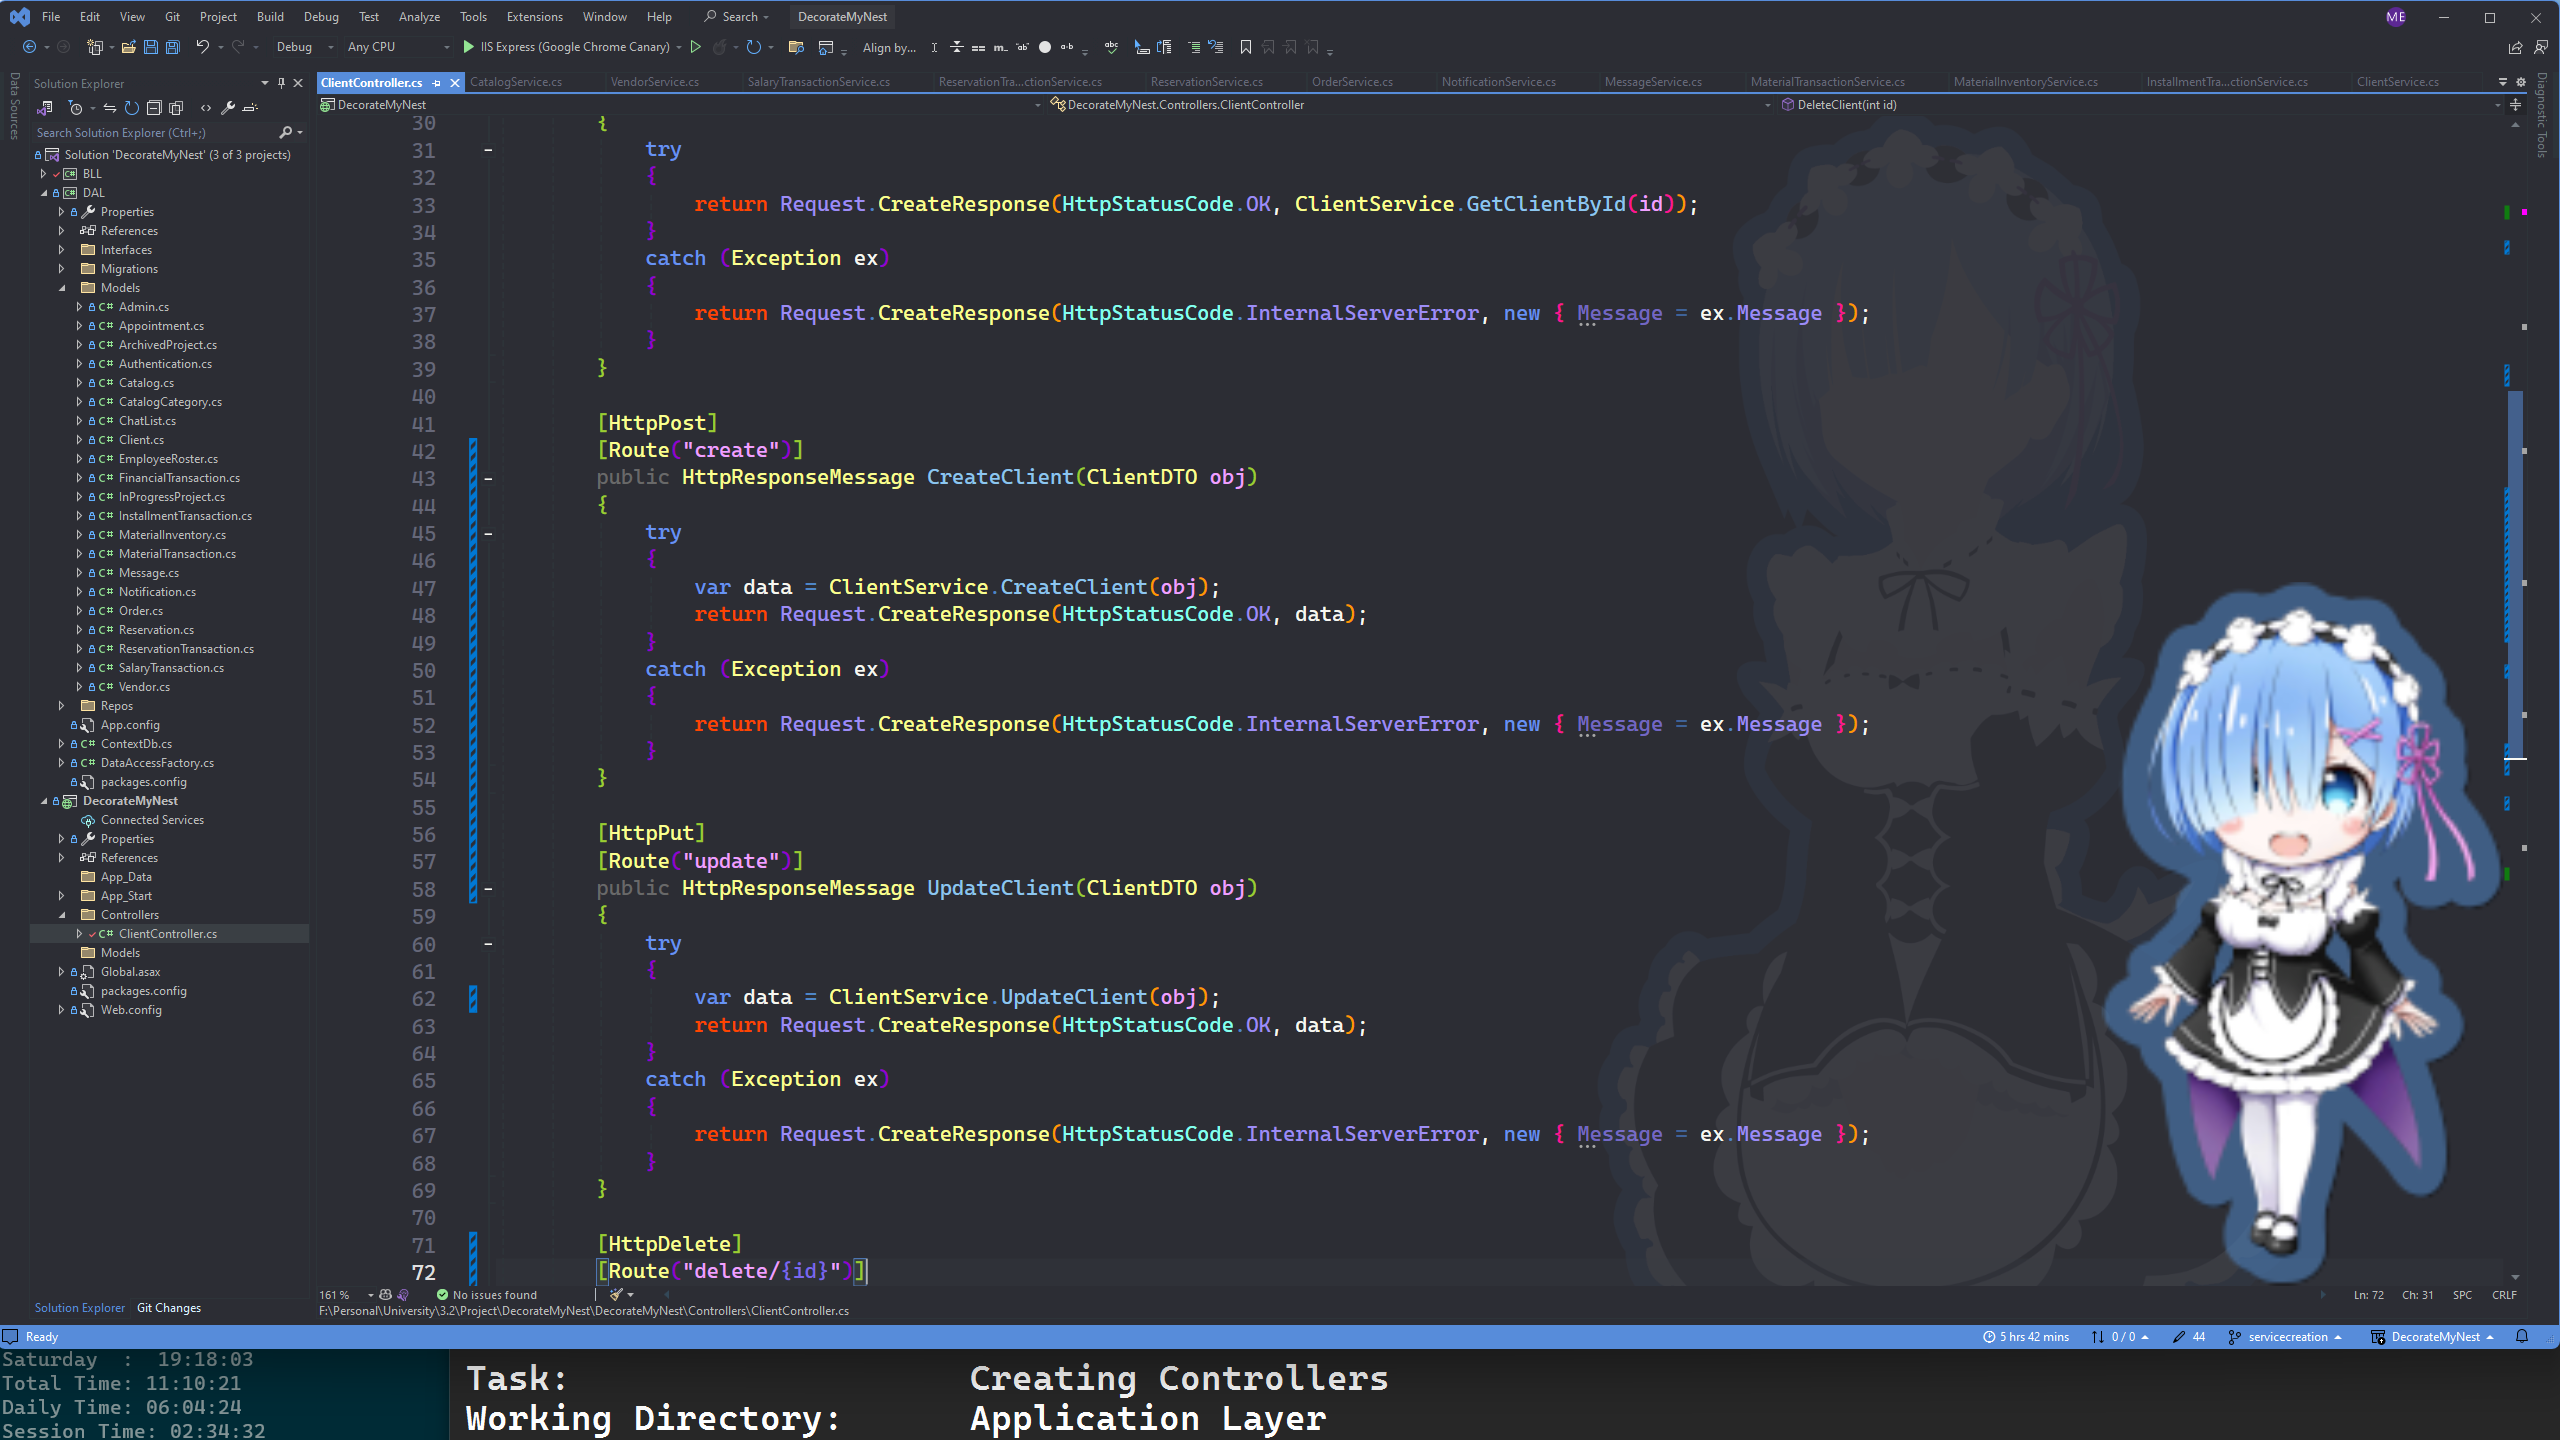 File Edit View Git Project Build Debug Test Analyze Tools Extensions Window Help Search DecorateMyNest ME
Debug Any CPU IIS Express (Google Chrome Canary) Align by...
Data Sources
Solution Explorer
Search Solution Explorer (Ctrl+;)
Solution 'DecorateMyNest' (3 of 3 projects)
BLL
DAL
Properties
References
Interfaces
Migrations
Models
C# Admin.cs
C# Appointment.cs
C# ArchivedProject.cs
C# Authentication.cs
C# Catalog.cs
C# CatalogCategory.cs
C# ChatList.cs
C# Client.cs
C# EmployeeRoster.cs
C# FinancialTransaction.cs
C# InProgressProject.cs
C# InstallmentTransaction.cs
C# MaterialInventory.cs
C# MaterialTransaction.cs
C# Message.cs
C# Notification.cs
C# Order.cs
C# Reservation.cs
C# ReservationTransaction.cs
C# SalaryTransaction.cs
C# Vendor.cs
Repos
App.config
C# ContextDb.cs
C# DataAccessFactory.cs
packages.config
DecorateMyNest
Connected Services
Properties
References
App_Data
App_Start
Controllers
C# ClientController.cs
Models
Global.asax
packages.config
Web.config
Solution Explorer Git Changes
ClientController.cs CatalogService.cs VendorService.cs SalaryTransactionService.cs ReservationTra...ctionService.cs ReservationService.cs OrderService.cs NotificationService.cs MessageService.cs MaterialTransactionService.cs MaterialInventoryService.cs InstallmentTra...ctionService.cs ClientService.cs
DecorateMyNest DecorateMyNest.Controllers.ClientController DeleteClient(int id)
Diagnostic Tools
30 {
31 try
32 {
33 return Request.CreateResponse(HttpStatusCode.OK, ClientService.GetClientById(id));
34 }
35 catch (Exception ex)
36 {
37 return Request.CreateResponse(HttpStatusCode.InternalServerError, new { Message = ex.Message });
38 }
39 }
40
41 [HttpPost]
42 [Route("create")]
43 public HttpResponseMessage CreateClient(ClientDTO obj)
44 {
45 try
46 {
47 var data = ClientService.CreateClient(obj);
48 return Request.CreateResponse(HttpStatusCode.OK, data);
49 }
50 catch (Exception ex)
51 {
52 return Request.CreateResponse(HttpStatusCode.InternalServerError, new { Message = ex.Message });
53 }
54 }
55
56 [HttpPut]
57 [Route("update")]
58 public HttpResponseMessage UpdateClient(ClientDTO obj)
59 {
60 try
61 {
62 var data = ClientService.UpdateClient(obj);
63 return Request.CreateResponse(HttpStatusCode.OK, data);
64 }
65 catch (Exception ex)
66 {
67 return Request.CreateResponse(HttpStatusCode.InternalServerError, new { Message = ex.Message });
68 }
69 }
70
71 [HttpDelete]
72 [Route("delete/{id}")]
161 % No issues found Ln: 72 Ch: 31 SPC CRLF
F:\Personal\University\3.2\Project\DecorateMyNest\DecorateMyNest\Controllers\ClientController.cs
Ready 5 hrs 42 mins 0 / 0 44 servicecreation DecorateMyNest
Saturday : 19:18:03
Total Time: 11:10:21
Daily Time: 06:04:24
Session Time: 02:34:32
Task: Creating Controllers
Working Directory: Application Layer